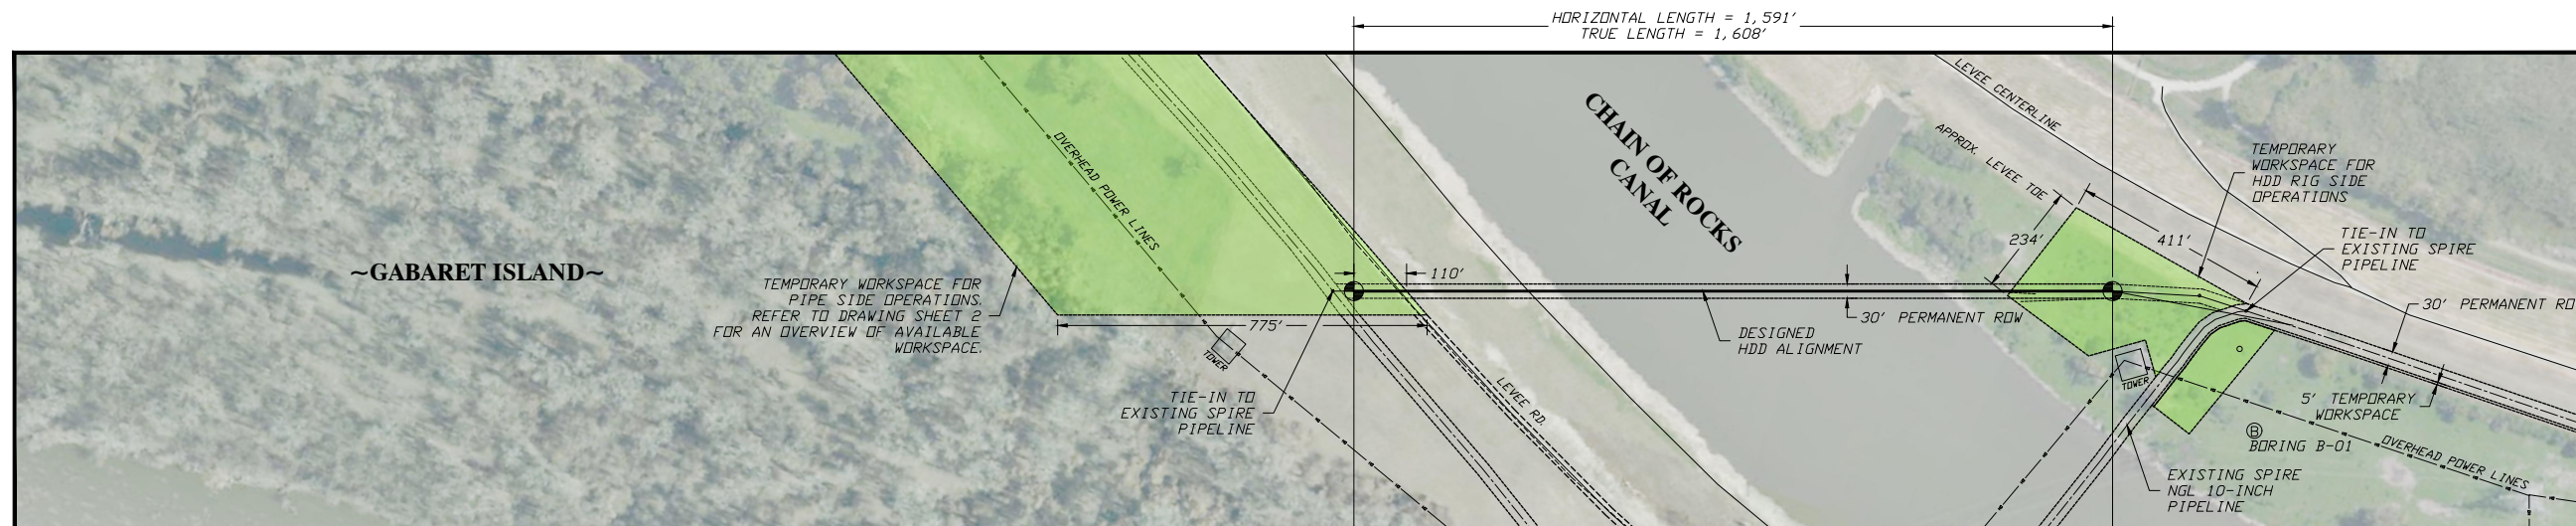 HORIZONTAL LENGTH = 1,591'
TRUE LENGTH = 1,608'
LEVEE CENTERLINE
APPROX. LEVEE TOE
CHAIN OF ROCKS
CANAL
OVERHEAD POWER LINES
TEMPORARY
WORKSPACE FOR
HDD RIG SIDE
OPERATIONS
234'
411'
TIE-IN TO
EXISTING SPIRE
PIPELINE
~GABARET ISLAND~
TEMPORARY WORKSPACE FOR
PIPE SIDE OPERATIONS.
REFER TO DRAWING SHEET 2
FOR AN OVERVIEW OF AVAILABLE
WORKSPACE.
110'
775'
30' PERMANENT ROW
DESIGNED
HDD ALIGNMENT
30' PERMANENT RO
TOWER
TOWER
TIE-IN TO
EXISTING SPIRE
PIPELINE
LEVEE RD.
5' TEMPORARY
WORKSPACE
B
BORING B-01
OVERHEAD POWER LINES
EXISTING SPIRE
NGL 10-INCH
PIPELINE